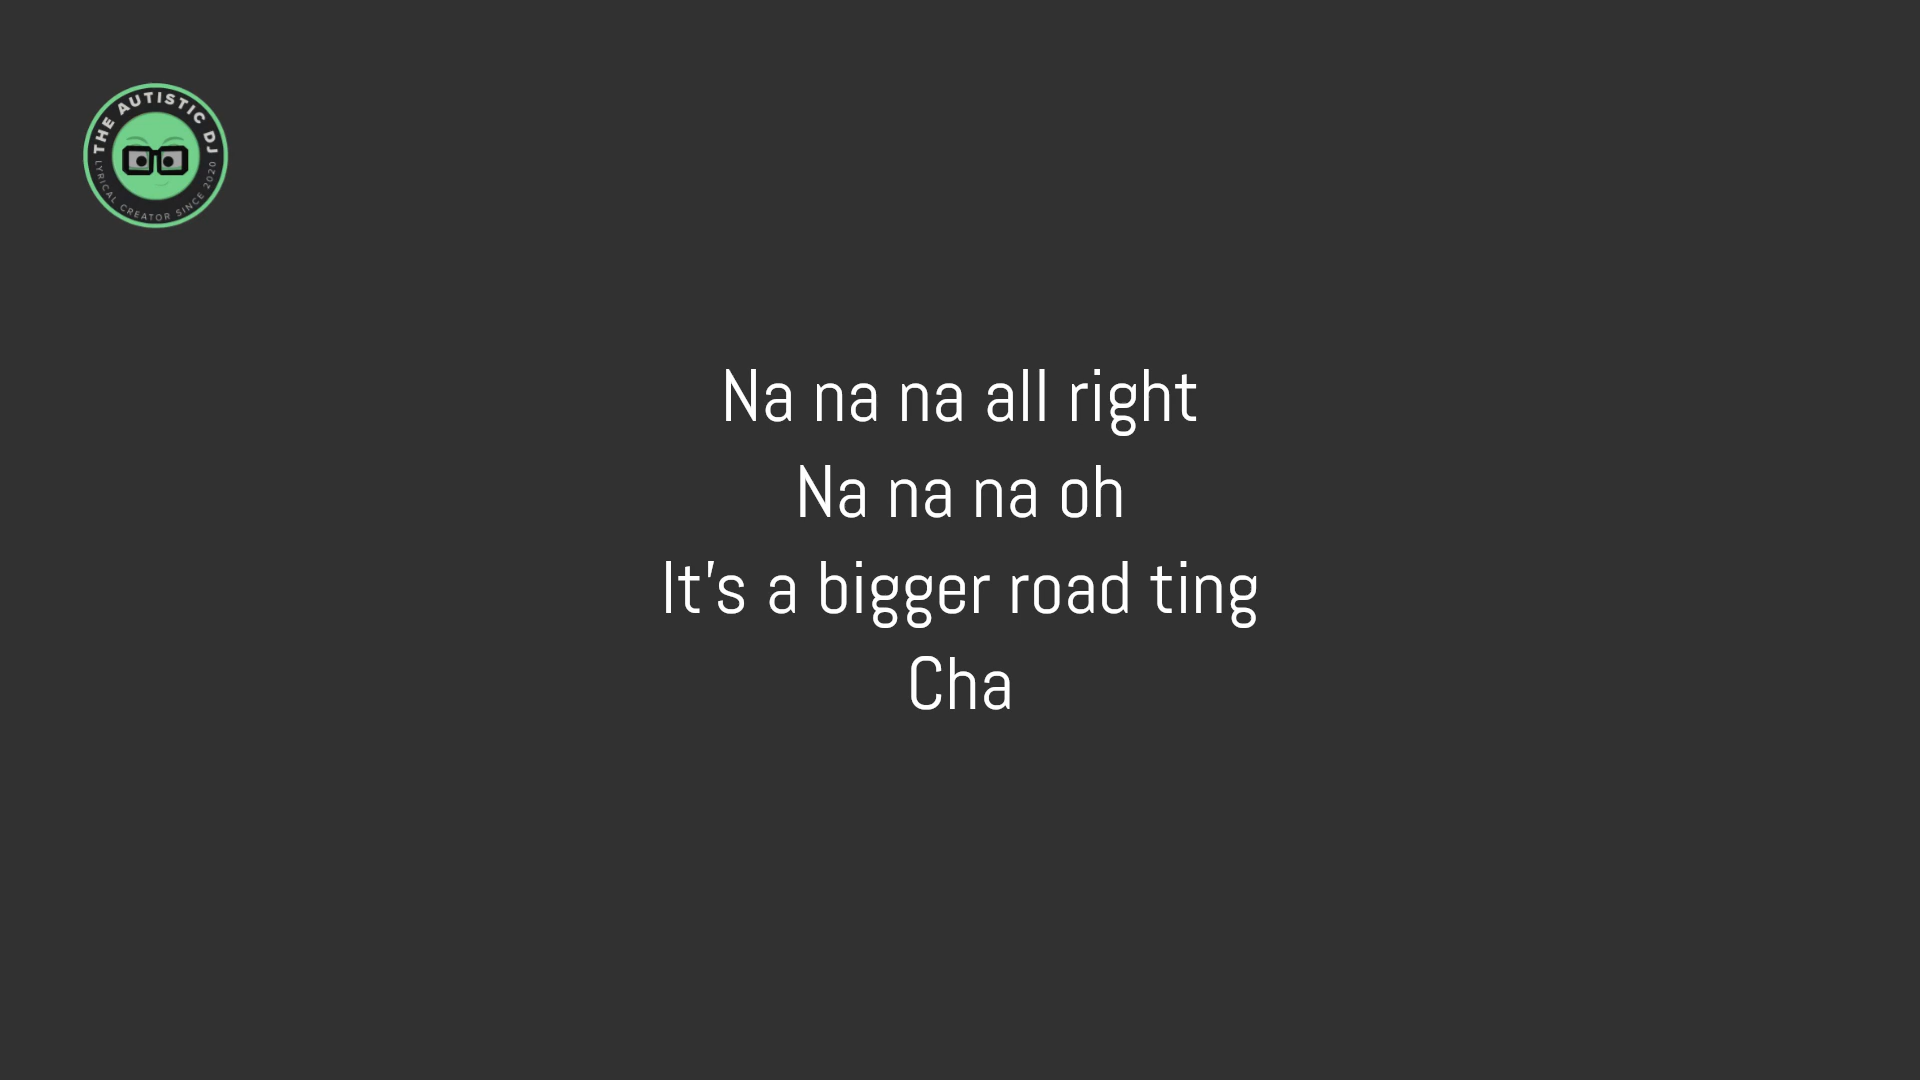 THE AUTISTIC DJ
LYRICAL CREATOR SINCE 2020
Na na na all right
Na na na oh
It's a bigger road ting
Cha